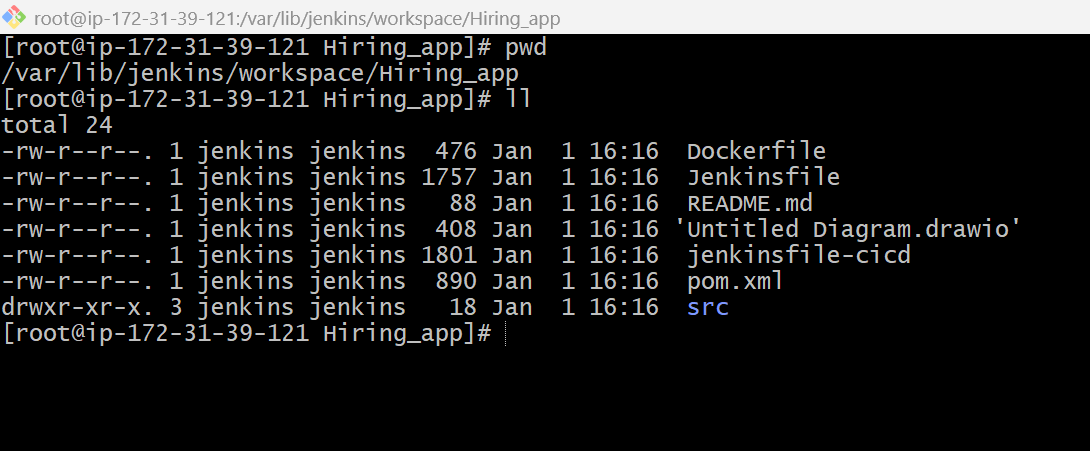 root@ip-172-31-39-121:/var/lib/jenkins/workspace/Hiring_app
[root@ip-172-31-39-121 Hiring_app]# pwd
/var/lib/jenkins/workspace/Hiring_app
[root@ip-172-31-39-121 Hiring_app]# ll
total 24
-rw-r--r--. 1 jenkins jenkins  476 Jan  1 16:16  Dockerfile
-rw-r--r--. 1 jenkins jenkins 1757 Jan  1 16:16  Jenkinsfile
-rw-r--r--. 1 jenkins jenkins   88 Jan  1 16:16  README.md
-rw-r--r--. 1 jenkins jenkins  408 Jan  1 16:16 'Untitled Diagram.drawio'
-rw-r--r--. 1 jenkins jenkins 1801 Jan  1 16:16  jenkinsfile-cicd
-rw-r--r--. 1 jenkins jenkins  890 Jan  1 16:16  pom.xml
drwxr-xr-x. 3 jenkins jenkins   18 Jan  1 16:16  src
[root@ip-172-31-39-121 Hiring_app]#